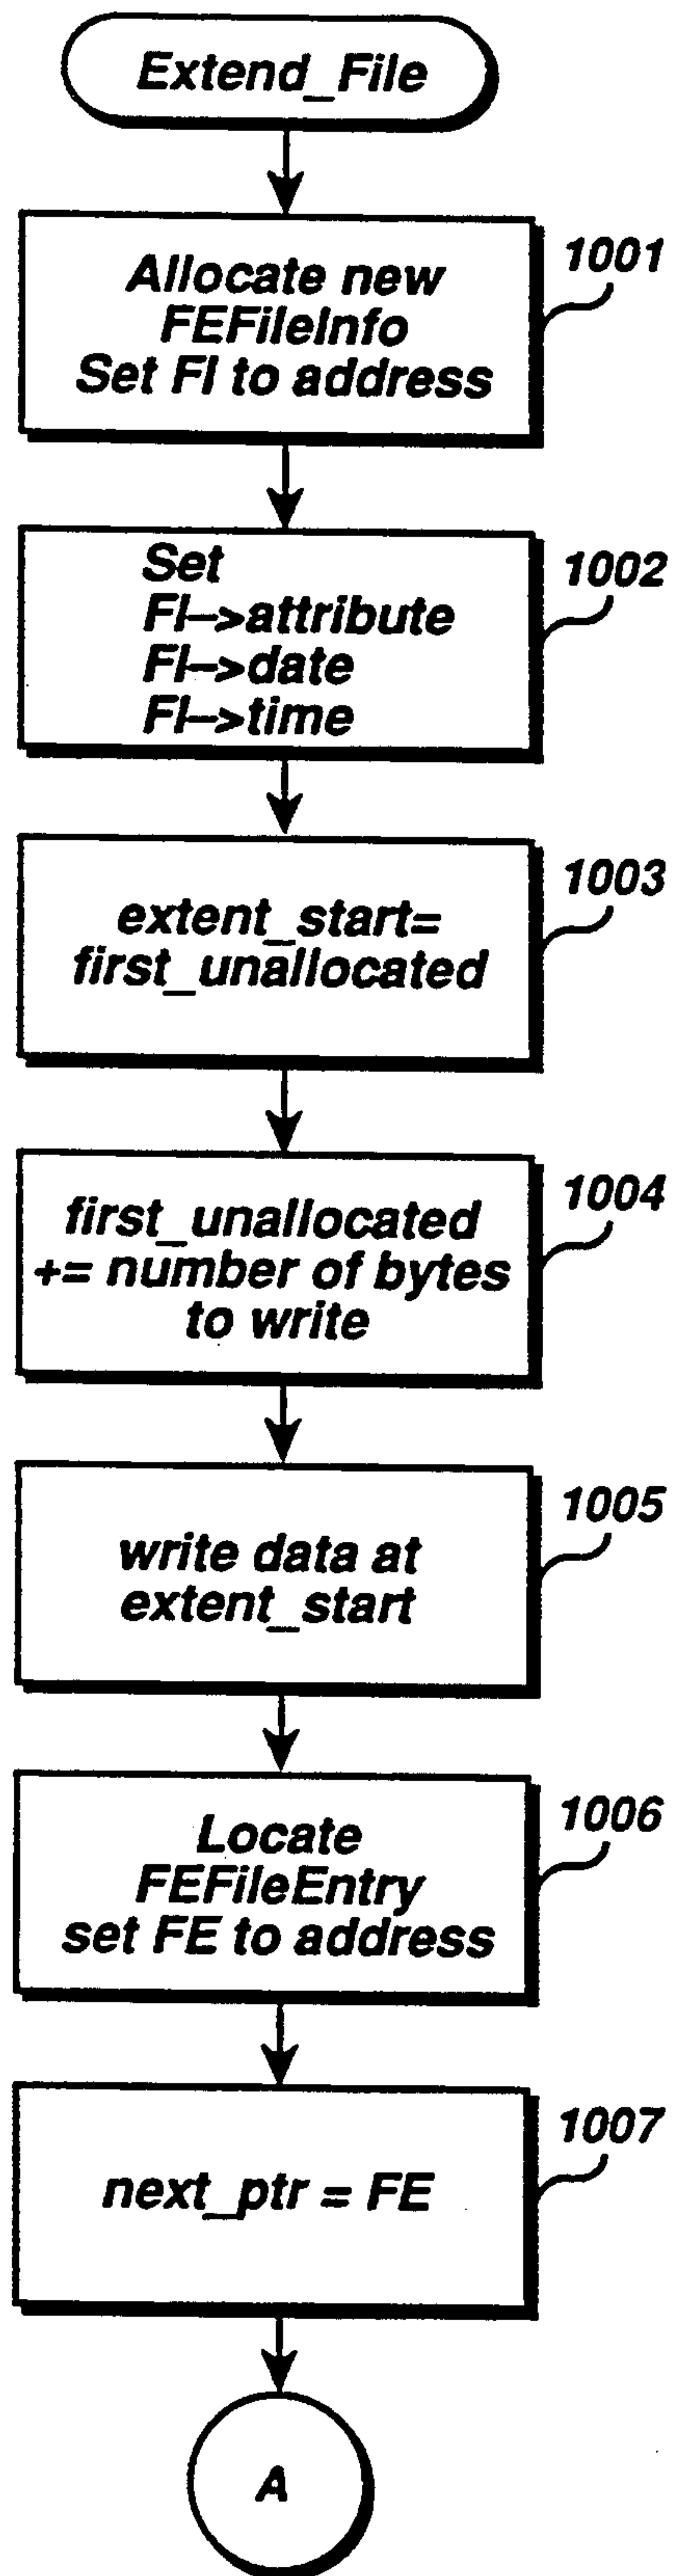 Extend_File
Allocate new
FEFileInfo
Set FI to address
1001
Set
FI->attribute
FI->date
FI->time
1002
extent_start=
first_unallocated
1003
first_unallocated
+= number of bytes
to write
1004
write data at
extent_start
1005
Locate
FEFileEntry
set FE to address
1006
next_ptr = FE
1007
A